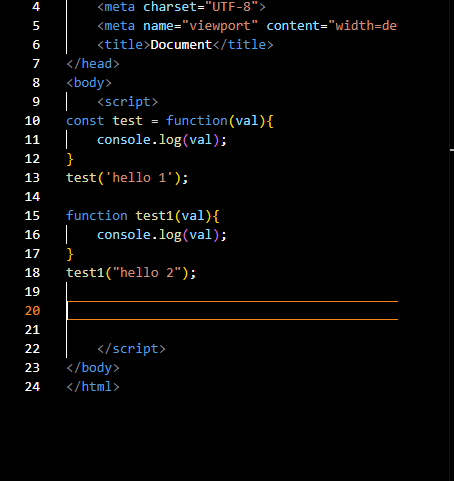 4 <meta charset="UTF-8">
5 <meta name="viewport" content="width=de
6 <title>Document</title>
7 </head>
8 <body>
9 <script>
10 const test = function(val){
11 console.log(val);
12 }
13 test('hello 1');
14
15 function test1(val){
16 console.log(val);
17 }
18 test1("hello 2");
19
20
21
22 </script>
23 </body>
24 </html>